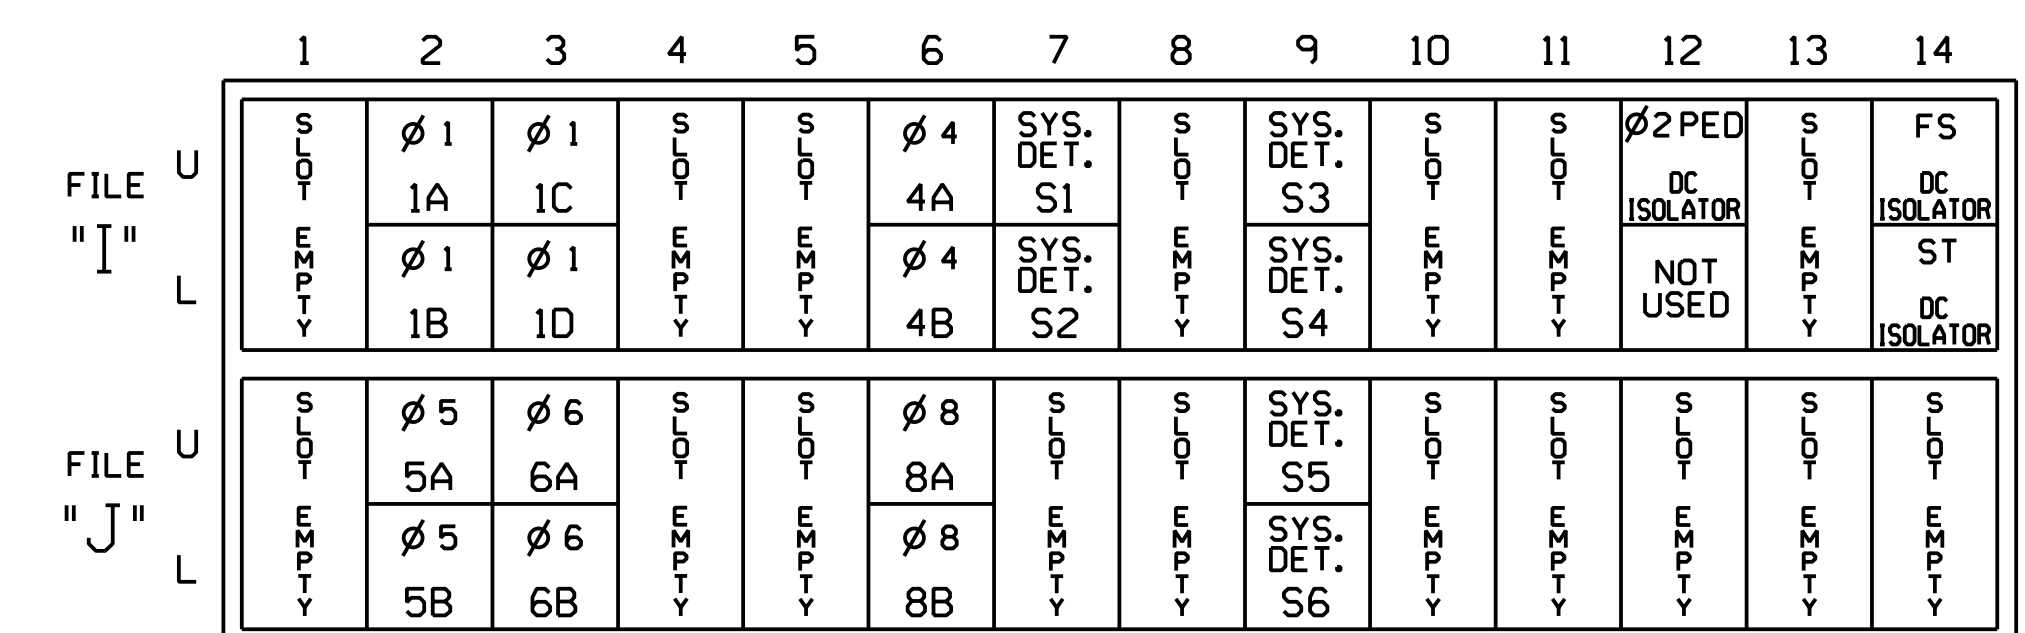 1 2 3 4 5 6 7 8 9 10 11 12 13 14
FILE "I"
U
SLOT EMPTY
Ø 1 1A
Ø 1 1C
SLOT EMPTY
SLOT EMPTY
Ø 4 4A
SYS. DET. S1
SLOT EMPTY
SYS. DET. S3
SLOT EMPTY
SLOT EMPTY
Ø2 PED DC ISOLATOR
SLOT EMPTY
FS DC ISOLATOR
L
Ø 1 1B
Ø 1 1D
Ø 4 4B
SYS. DET. S2
SYS. DET. S4
NOT USED
ST DC ISOLATOR
FILE "J"
U
SLOT EMPTY
Ø 5 5A
Ø 6 6A
SLOT EMPTY
SLOT EMPTY
Ø 8 8A
SLOT EMPTY
SLOT EMPTY
SYS. DET. S5
SLOT EMPTY
SLOT EMPTY
SLOT EMPTY
SLOT EMPTY
SLOT EMPTY
L
Ø 5 5B
Ø 6 6B
Ø 8 8B
SYS. DET. S6